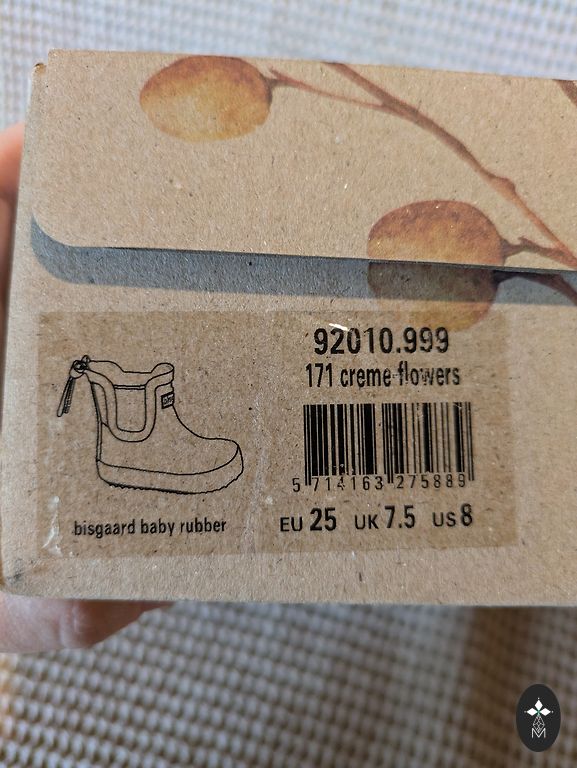 92010.999
171 creme flowers
5 714163 275889
bisgaard baby rubber
EU 25 UK 7.5 US 8
M